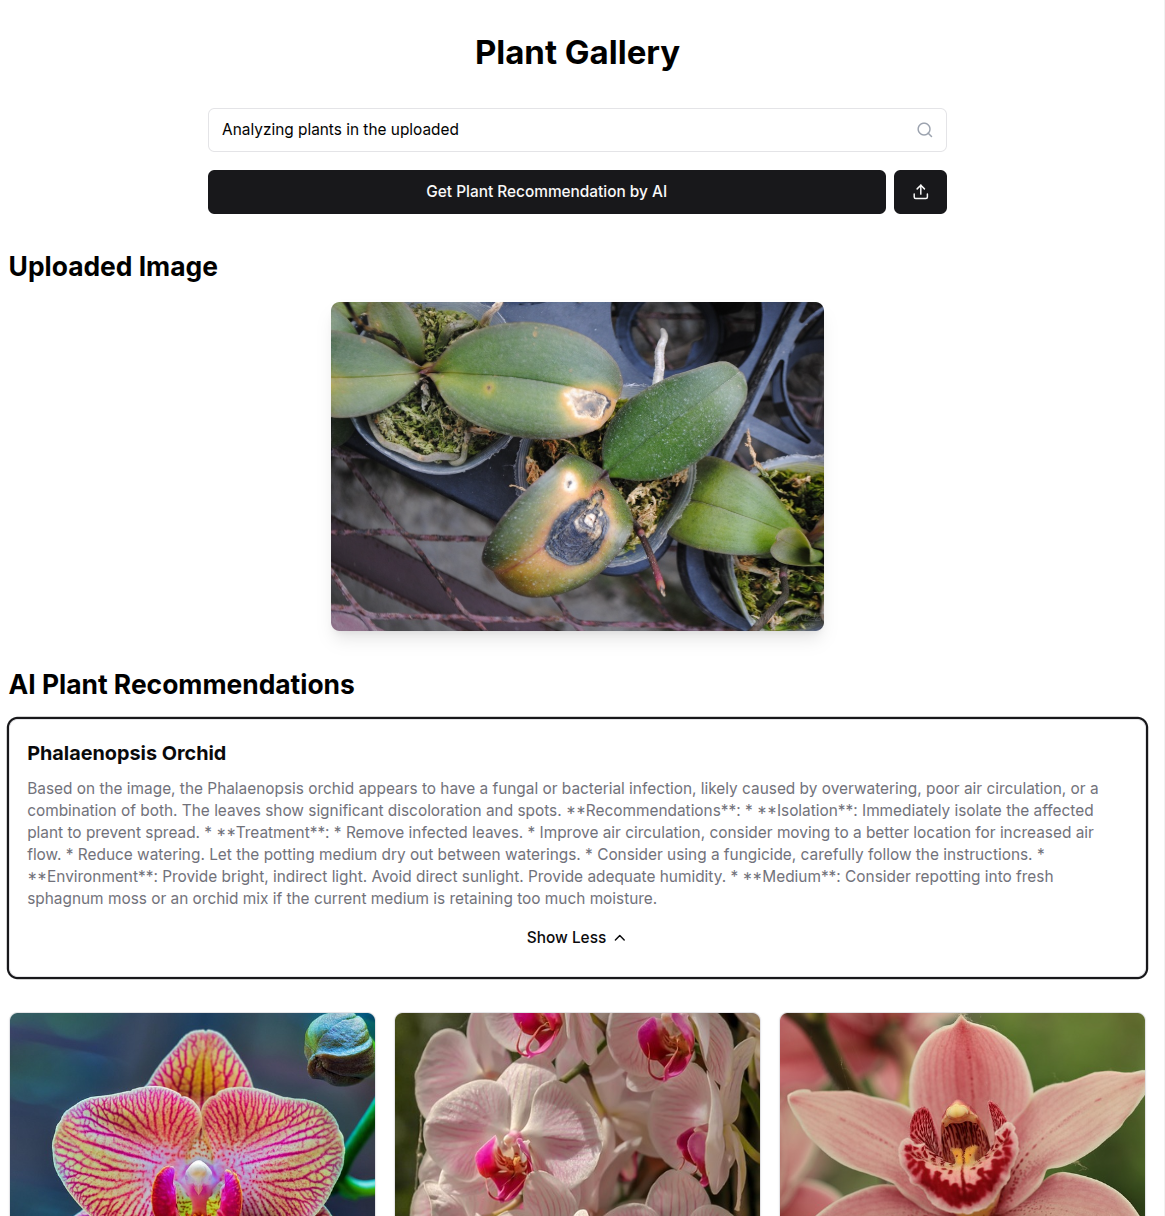 Plant Gallery
Analyzing plants in the uploaded
Get Plant Recommendation by AI
Uploaded Image
AI Plant Recommendations
Phalaenopsis Orchid
Based on the image, the Phalaenopsis orchid appears to have a fungal or bacterial infection, likely caused by overwatering, poor air circulation, or a
combination of both. The leaves show significant discoloration and spots. **Recommendations**: * **Isolation**: Immediately isolate the affected
plant to prevent spread. * **Treatment**: * Remove infected leaves. * Improve air circulation, consider moving to a better location for increased air
flow. * Reduce watering. Let the potting medium dry out between waterings. * Consider using a fungicide, carefully follow the instructions. *
**Environment**: Provide bright, indirect light. Avoid direct sunlight. Provide adequate humidity. * **Medium**: Consider repotting into fresh
sphagnum moss or an orchid mix if the current medium is retaining too much moisture.
Show Less